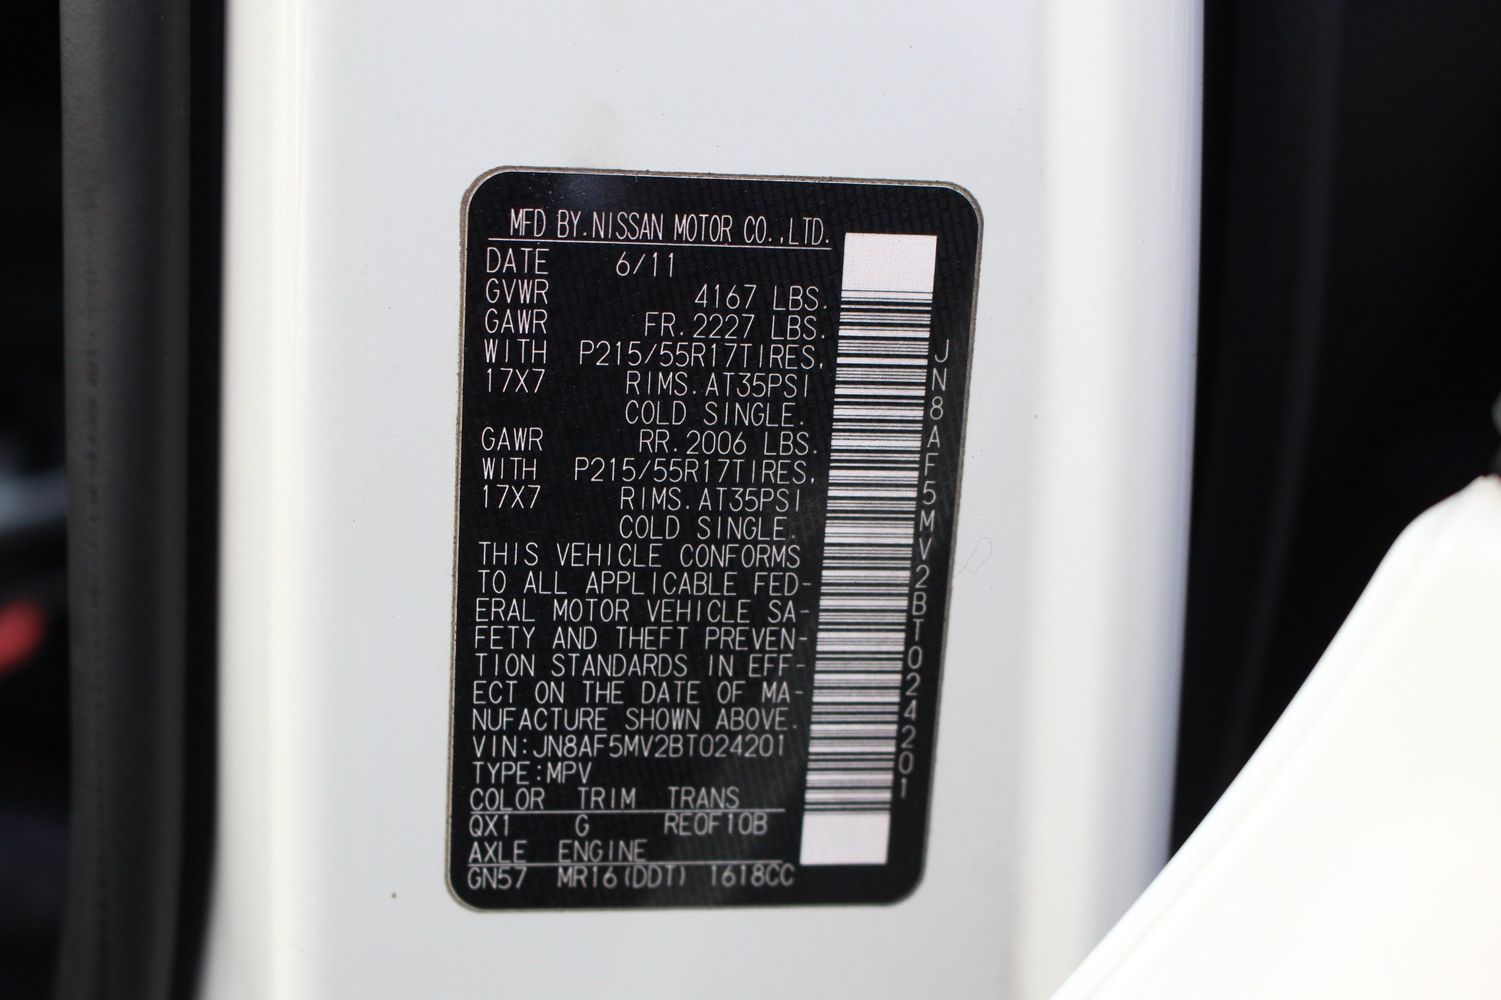 MFD BY.NISSAN MOTOR CO.,LTD.
DATE 6/11
GVWR 4167 LBS.
GAWR FR.2227 LBS.
WITH P215/55R17TIRES,
17X7 RIMS.AT35PSI
COLD SINGLE.
GAWR RR.2006 LBS.
WITH P215/55R17TIRES,
17X7 RIMS.AT35PSI
COLD SINGLE.
THIS VEHICLE CONFORMS
TO ALL APPLICABLE FED-
ERAL MOTOR VEHICLE SA-
FETY AND THEFT PREVEN-
TION STANDARDS IN EFF-
ECT ON THE DATE OF MA-
NUFACTURE SHOWN ABOVE.
VIN:JN8AF5MV2BT024201
TYPE:MPV
COLOR TRIM TRANS
QX1 G RE0F10B
AXLE ENGINE
GN57 MR16(DDT) 1618CC
JN8AF5MV2BT024201